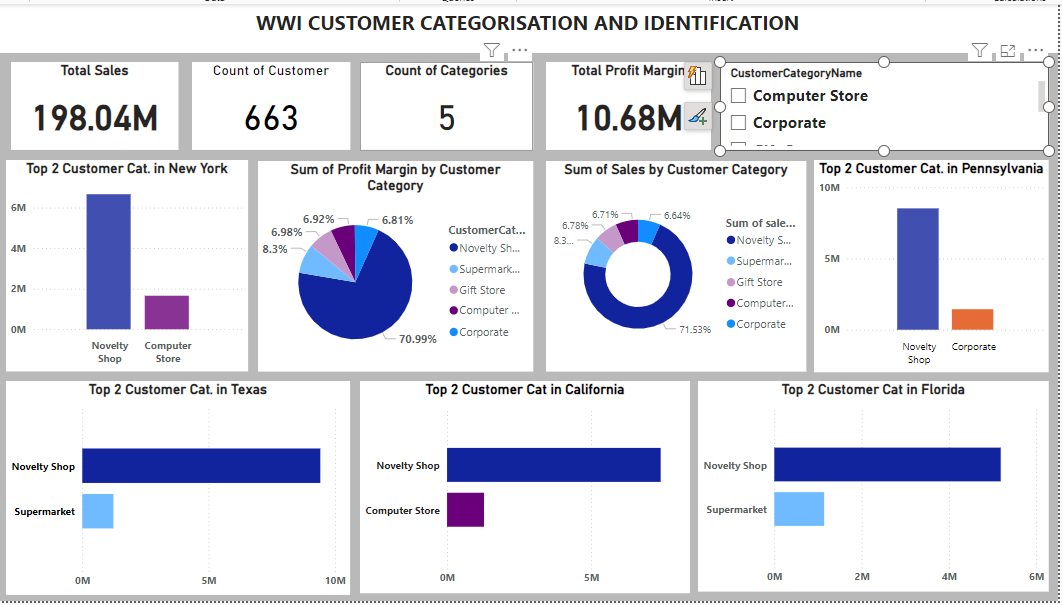 WWI CUSTOMER CATEGORISATION AND IDENTIFICATION
Total Sales
198.04M
Count of Customer
663
Count of Categories
5
Total Profit Margin
10.68M
CustomerCategoryName
Computer Store
Corporate
Top 2 Customer Cat. in New York
6M
4M
2M
0M
Novelty
Shop
Computer
Store
Sum of Profit Margin by Customer
Category
6.92%
6.81%
6.98%
8.3%
70.99%
CustomerCat...
Novelty Sh...
Supermark...
Gift Store
Computer ...
Corporate
Sum of Sales by Customer Category
6.71%
6.64%
6.78%
8.3...
71.53%
Sum of sale...
Novelty S...
Supermar...
Gift Store
Computer...
Corporate
Top 2 Customer Cat. in Pennsylvania
10M
5M
0M
Novelty
Shop
Corporate
Top 2 Customer Cat. in Texas
Novelty Shop
Supermarket
0M
5M
10M
Top 2 Customer Cat in California
Novelty Shop
Computer Store
0M
5M
Top 2 Customer Cat in Florida
Novelty Shop
Supermarket
0M
2M
4M
6M